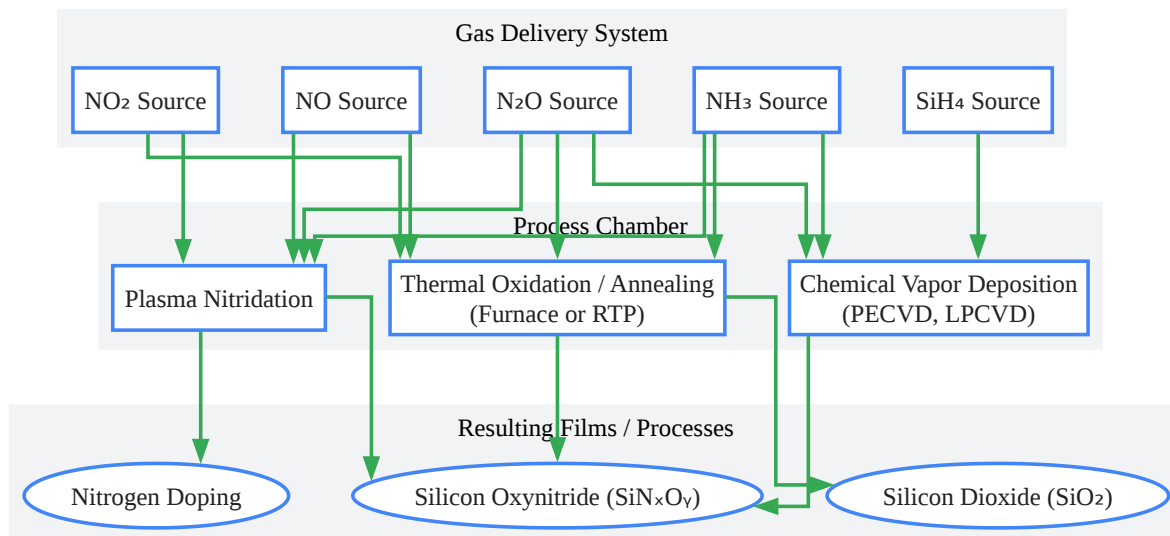 Gas Delivery System
NO₂ Source
NO Source
N₂O Source
NH₃ Source
SiH₄ Source
Process Chamber
Plasma Nitridation
Thermal Oxidation / Annealing
(Furnace or RTP)
Chemical Vapor Deposition
(PECVD, LPCVD)
Resulting Films / Processes
Nitrogen Doping
Silicon Oxynitride (SiNₓOᵧ)
Silicon Dioxide (SiO₂)